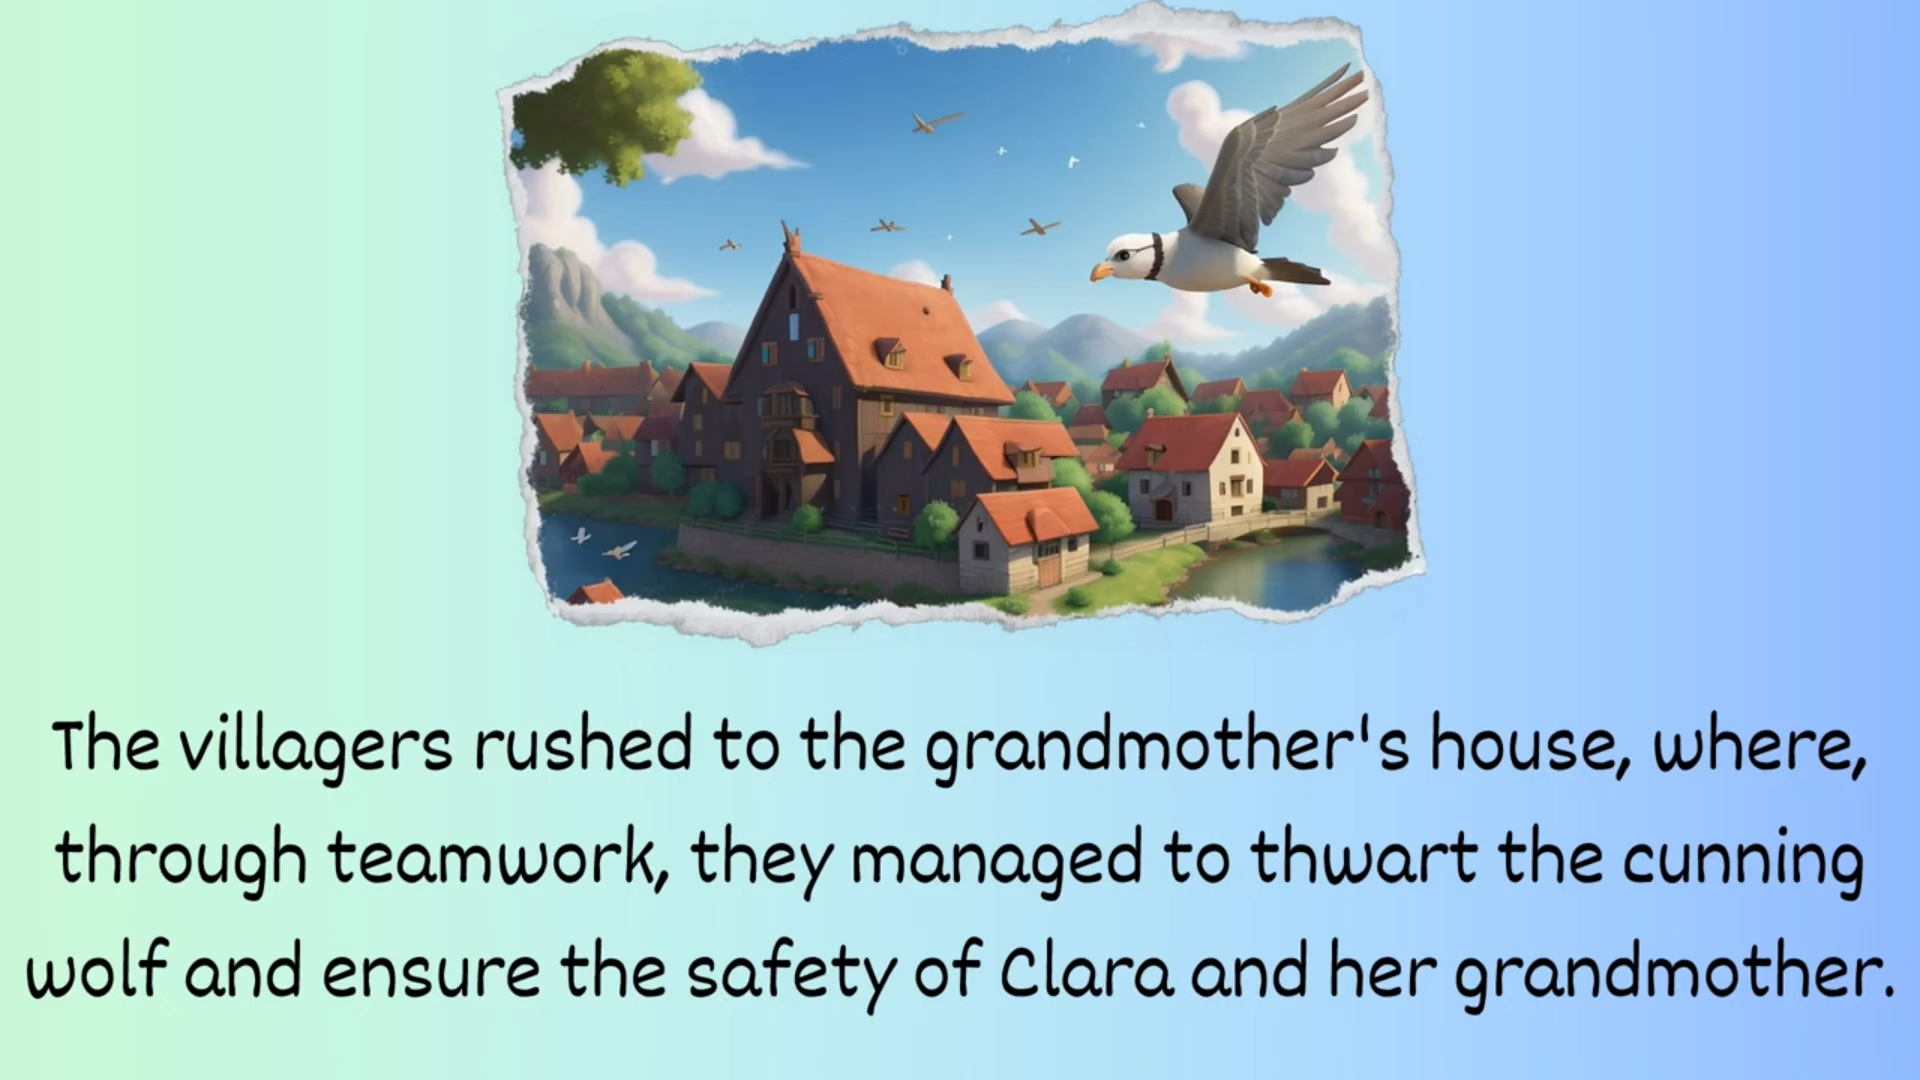 The villagers rushed to the grandmother's house, where,
through teamwork, they managed to thwart the cunning
wolf and ensure the safety of Clara and her grandmother.